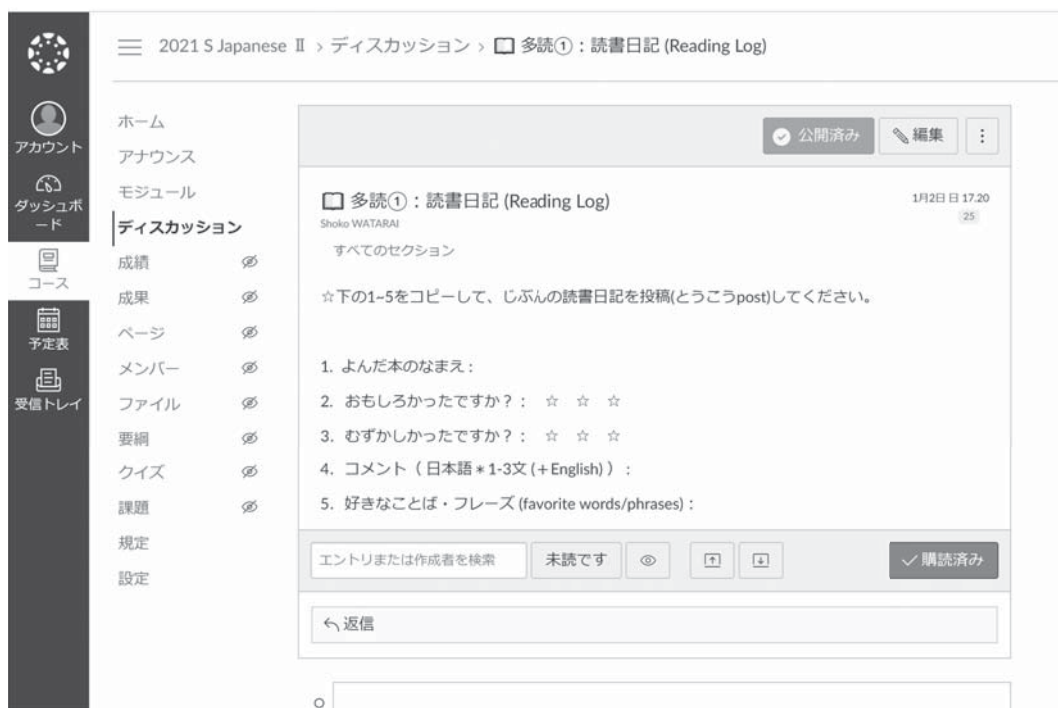 2021 S Japanese Ⅱ › ディスカッション › 多読①：読書日記 (Reading Log)
アカウント
ダッシュボ
ード
コース
予定表
受信トレイ
ホーム
アナウンス
モジュール
ディスカッション
成績
成果
ページ
メンバー
ファイル
要綱
クイズ
課題
規定
設定
公開済み
編集
多読①：読書日記 (Reading Log)
1月2日 日 17.20
Shoko WATARAI
25
すべてのセクション
☆下の1~5をコピーして、じぶんの読書日記を投稿(とうこうpost)してください。
1. よんだ本のなまえ：
2. おもしろかったですか？： ☆ ☆ ☆
3. むずかしかったですか？： ☆ ☆ ☆
4. コメント（ 日本語＊1-3文 (＋English) ）：
5. 好きなことば・フレーズ (favorite words/phrases)：
エントリまたは作成者を検索
未読です
購読済み
返信